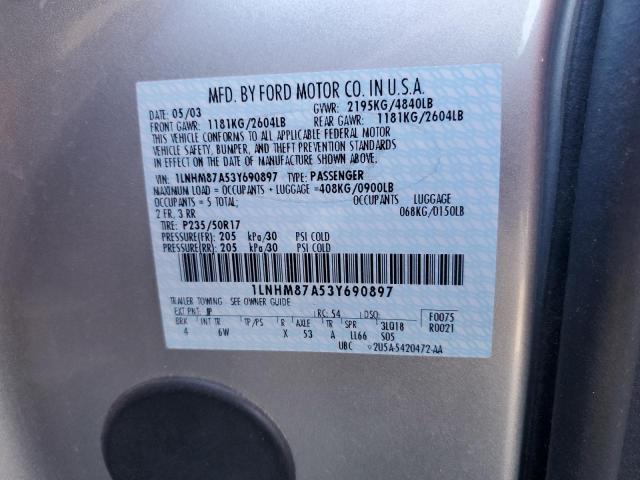 MFD. BY FORD MOTOR CO. IN U.S.A.
DATE: 05/03 GVWR: 2195KG/4840LB
FRONT GAWR: 1181KG/2604LB REAR GAWR: 1181KG/2604LB
THIS VEHICLE CONFORMS TO ALL APPLICABLE FEDERAL MOTOR
VEHICLE SAFETY, BUMPER, AND THEFT PREVENTION STANDARDS
IN EFFECT ON THE DATE OF MANUFACTURE SHOWN ABOVE.
VIN: 1LNHM87A53Y690897 TYPE: PASSENGER
MAXIMUM LOAD = OCCUPANTS + LUGGAGE = 408KG/0900LB
OCCUPANTS = 5 TOTAL; OCCUPANTS LUGGAGE
2 FR, 3 RR 068KG/0150LB
TIRE: P235/50R17
PRESSURE(FR): 205 kPa/30 PSI COLD
PRESSURE(RR): 205 kPa/30 PSI COLD
1LNHM87A53Y690897
TRAILER TOWING - SEE OWNER GUIDE
EXT PNT: JP RC: 54 DSO: F0075
BRK INT TR TP/PS R AXLE TR SPR 3LQ18 R0021
4 6W X 53 A LL66 S05
UBC 2U5A-5420472-AA